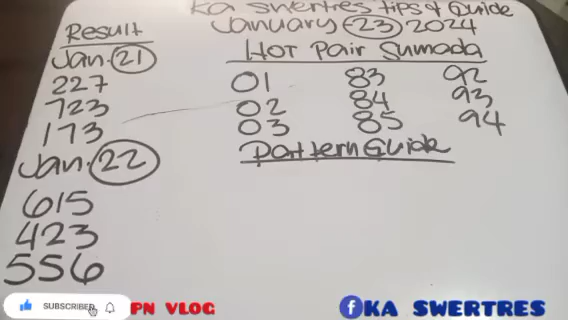 Ka Swertres tips & Guide
January 23 2024
Result
Jan. 21
227
723
173
Jan. 22
615
423
556
Hot Pair Sumada
01 83 92
02 84 93
03 85 94
Pattern Guide
SUBSCRIBED
PN VLOG
KA SWERTRES